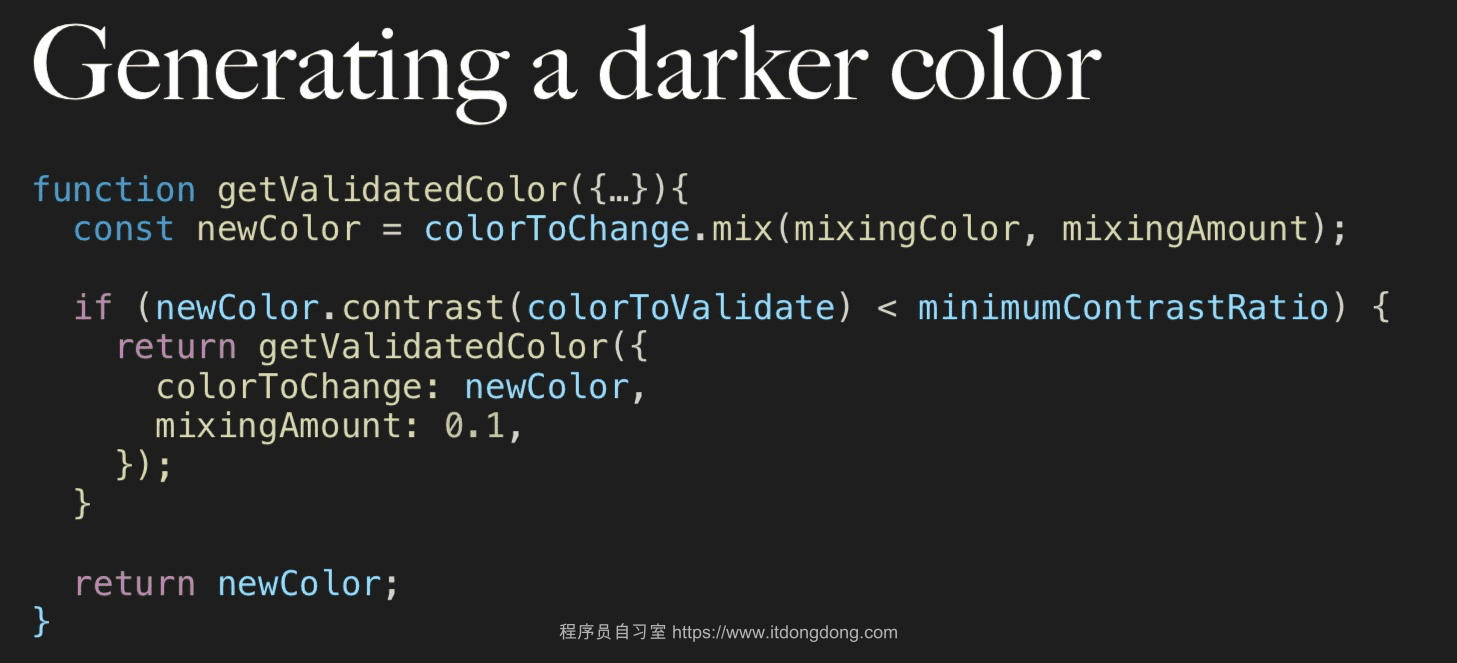 Generating a darker color
function getValidatedColor({…}){
const newColor = colorToChange.mix(mixingColor, mixingAmount);
if (newColor.contrast(colorToValidate) < minimumContrastRatio) {
return getValidatedColor({
colorToChange: newColor,
mixingAmount: 0.1,
});
}
return newColor;
}
程序员自习室 https://www.itdongdong.com